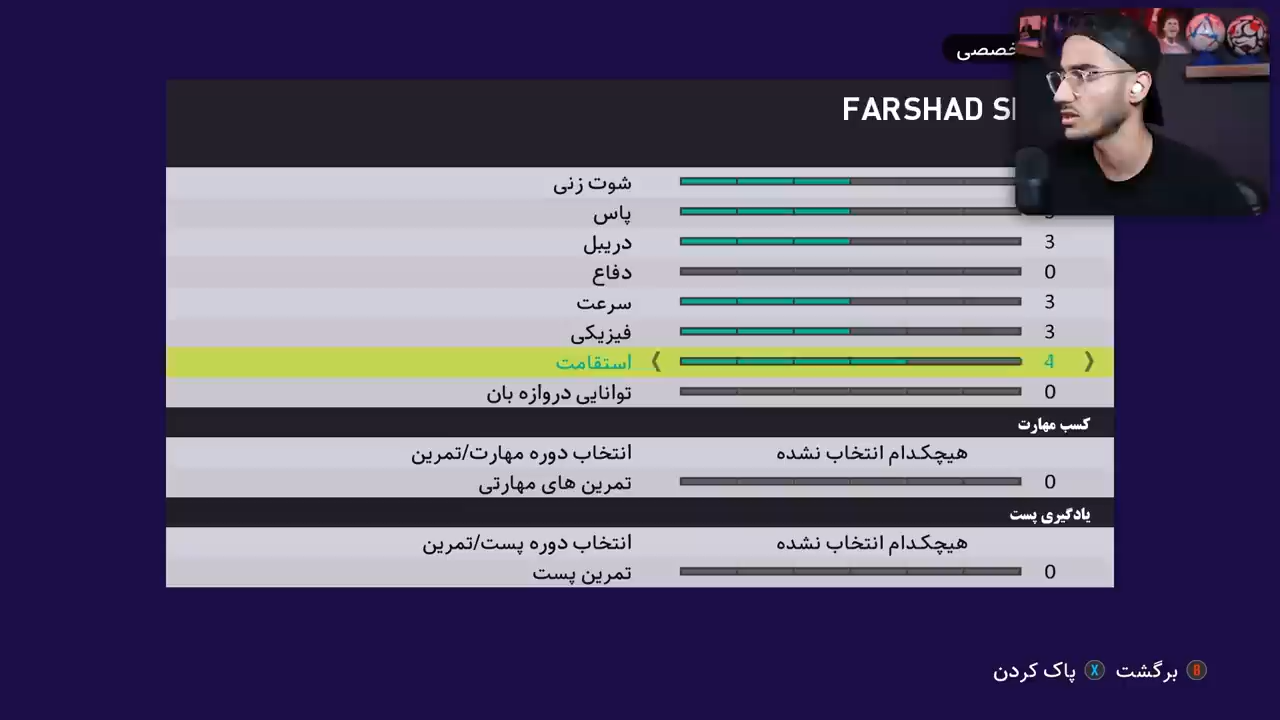 خصصی
FARSHAD
شوت زنی
پاس
دریبل 3
دفاع 0
سرعت 3
فیزیکی 3
استقامت 4
توانایی دروازه بان 0
کسب مهارت
انتخاب دوره مهارت/تمرین هیچکدام انتخاب نشده
تمرین های مهارتی 0
یادگیری پست
انتخاب دوره پست/تمرین هیچکدام انتخاب نشده
تمرین پست 0
B برگشت X پاک کردن